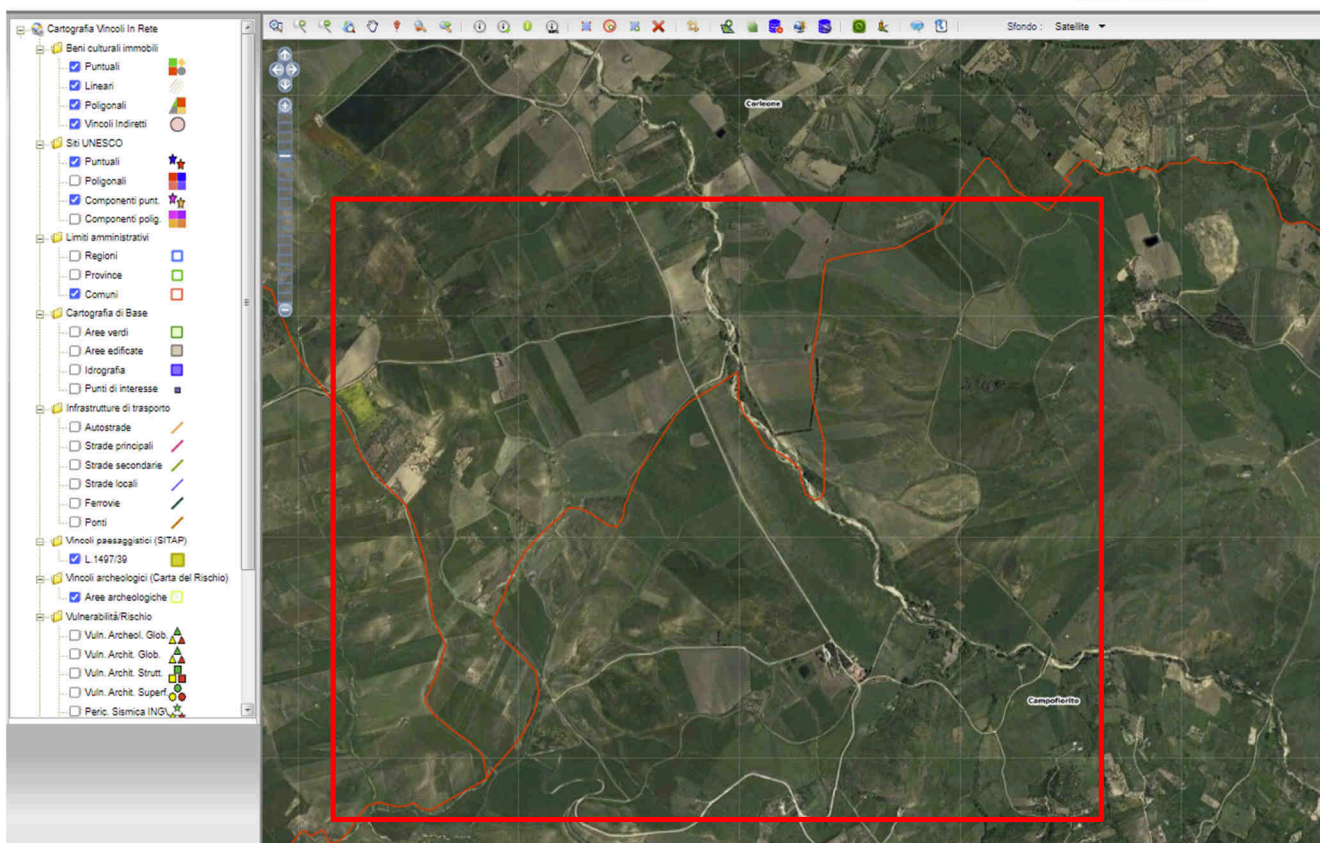 Sfondo : Satellite
Cartografia Vincoli In Rete
Beni culturali immobili
Puntuali
Lineari
Poligonali
Vincoli Indiretti
Siti UNESCO
Puntuali
Poligonali
Componenti punt.
Componenti polig.
Limiti amministrativi
Regioni
Province
Comuni
Cartografia di Base
Aree verdi
Aree edificate
Idrografia
Punti di interesse
Infrastrutture di trasporto
Autostrade
Strade principali
Strade secondarie
Strade locali
Ferrovie
Ponti
Vincoli paesaggistici (SITAP)
L.1497/39
Vincoli archeologici (Carta del Rischio)
Aree archeologiche
Vulnerabilità/Rischio
Vuln. Archeol. Glob.
Vuln. Archit. Glob.
Vuln. Archit. Strutt.
Vuln. Archit. Superf.
Peric. Sismica INGV
Corleone
Campofiorito